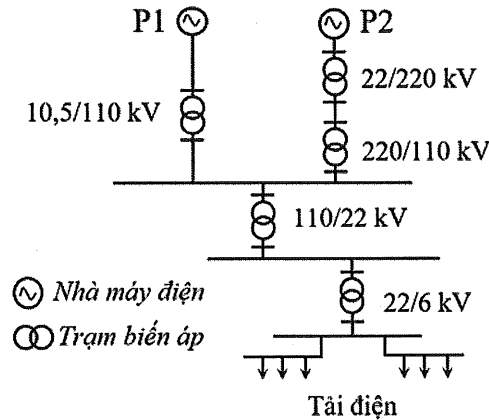 P1
P2
22/220 kV
10,5/110 kV
220/110 kV
110/22 kV
Nhà máy điện
22/6 kV
Trạm biến áp
Tải điện